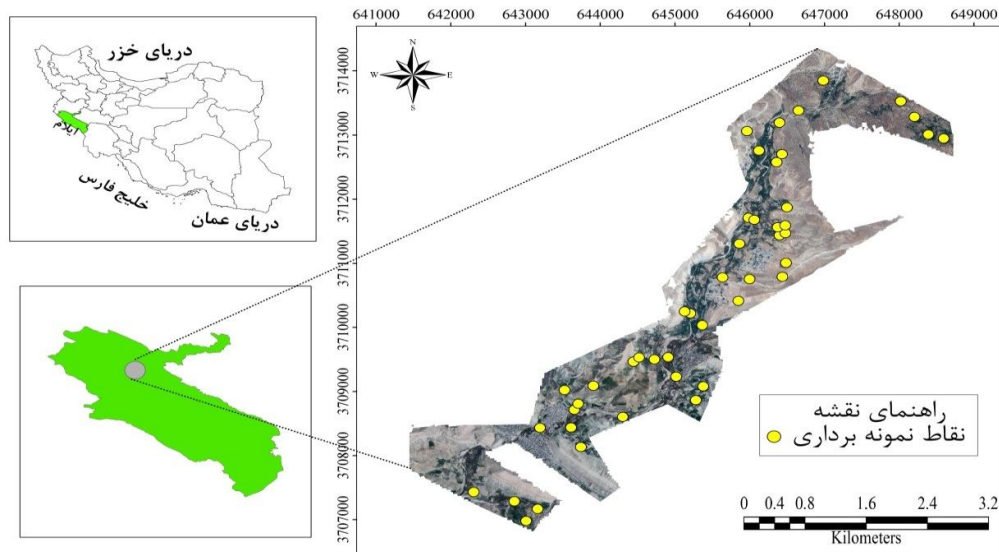 دریای خزر
ایلام
خلیج فارس
دریای عمان
641000 642000 643000 644000 645000 646000 647000 648000 649000
3714000
3713000
3712000
3711000
3710000
3709000
3708000
3707000
N
W E
S
راهنمای نقشه
نقاط نمونه برداری
0 0.4 0.8 1.6 2.4 3.2
Kilometers